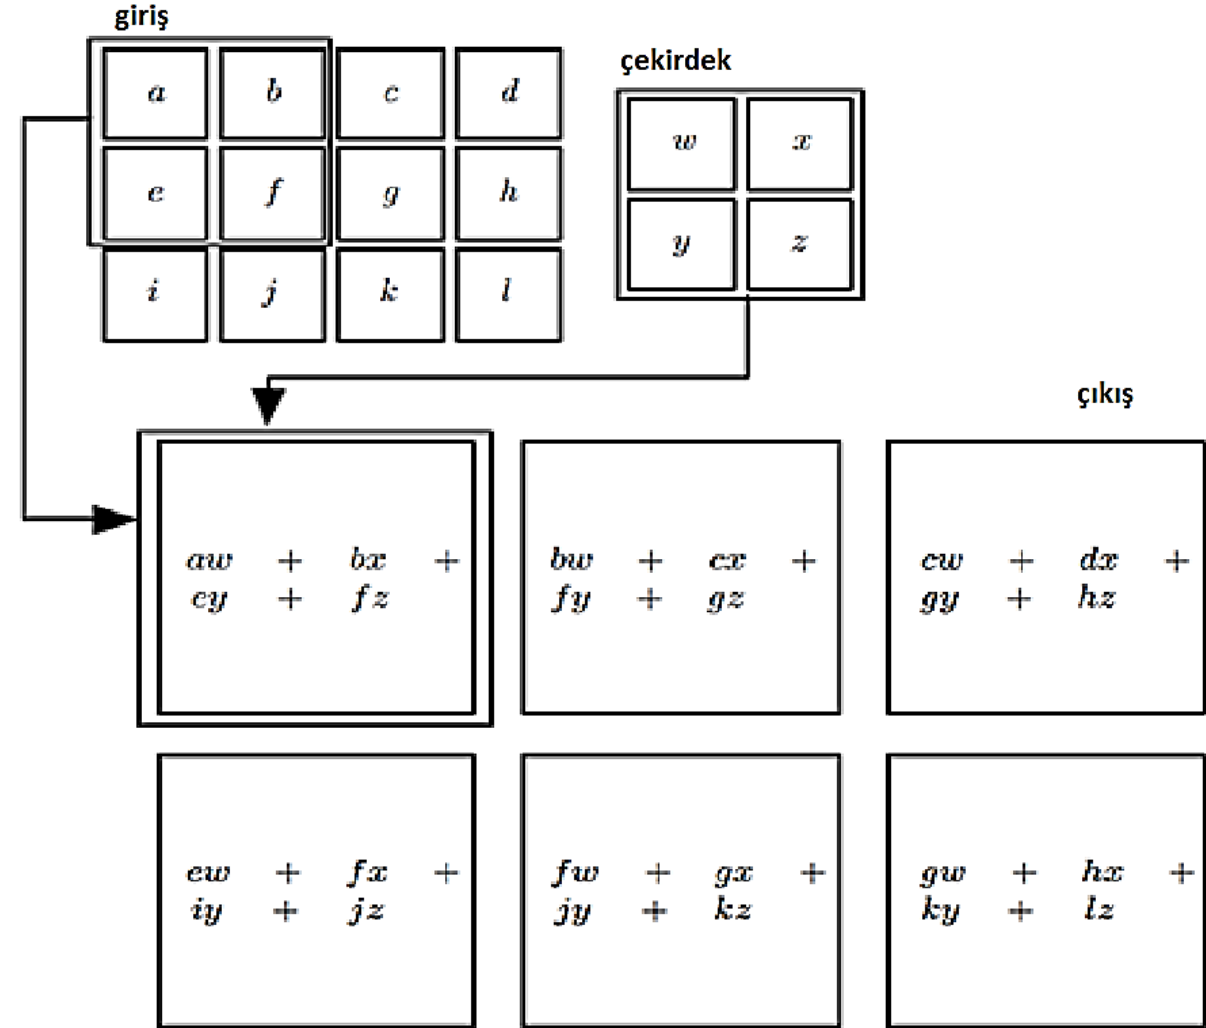 giriş
a b c d
e f g h
i j k l
çekirdek
w x
y z
çıkış
aw + bx +
ey + fz
bw + cx +
fy + gz
cw + dx +
gy + hz
ew + fx +
iy + jz
fw + gx +
jy + kz
gw + hx +
ky + lz